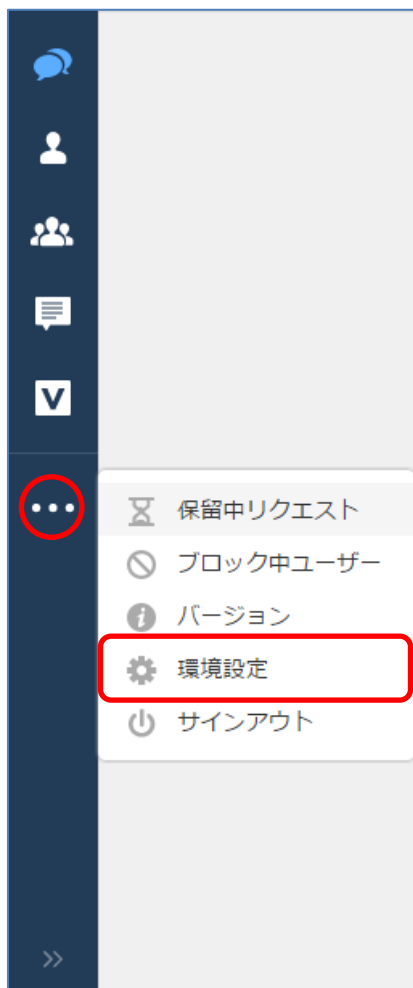 V
保留中リクエスト
ブロック中ユーザー
バージョン
環境設定
サインアウト